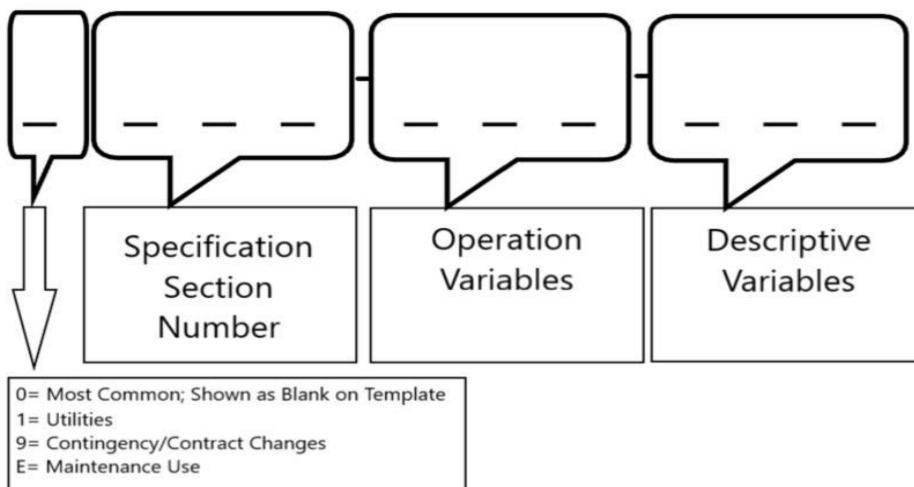 Specification
Section
Number
Operation
Variables
Descriptive
Variables
0= Most Common; Shown as Blank on Template
1= Utilities
9= Contingency/Contract Changes
E= Maintenance Use